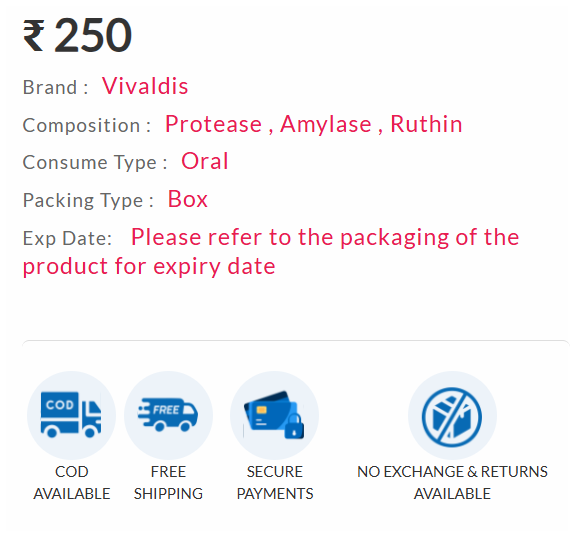 ₹ 250
Brand : Vivaldis
Composition : Protease , Amylase , Ruthin
Consume Type : Oral
Packing Type : Box
Exp Date: Please refer to the packaging of the
product for expiry date
COD
FREE
COD
AVAILABLE
FREE
SHIPPING
SECURE
PAYMENTS
NO EXCHANGE & RETURNS
AVAILABLE